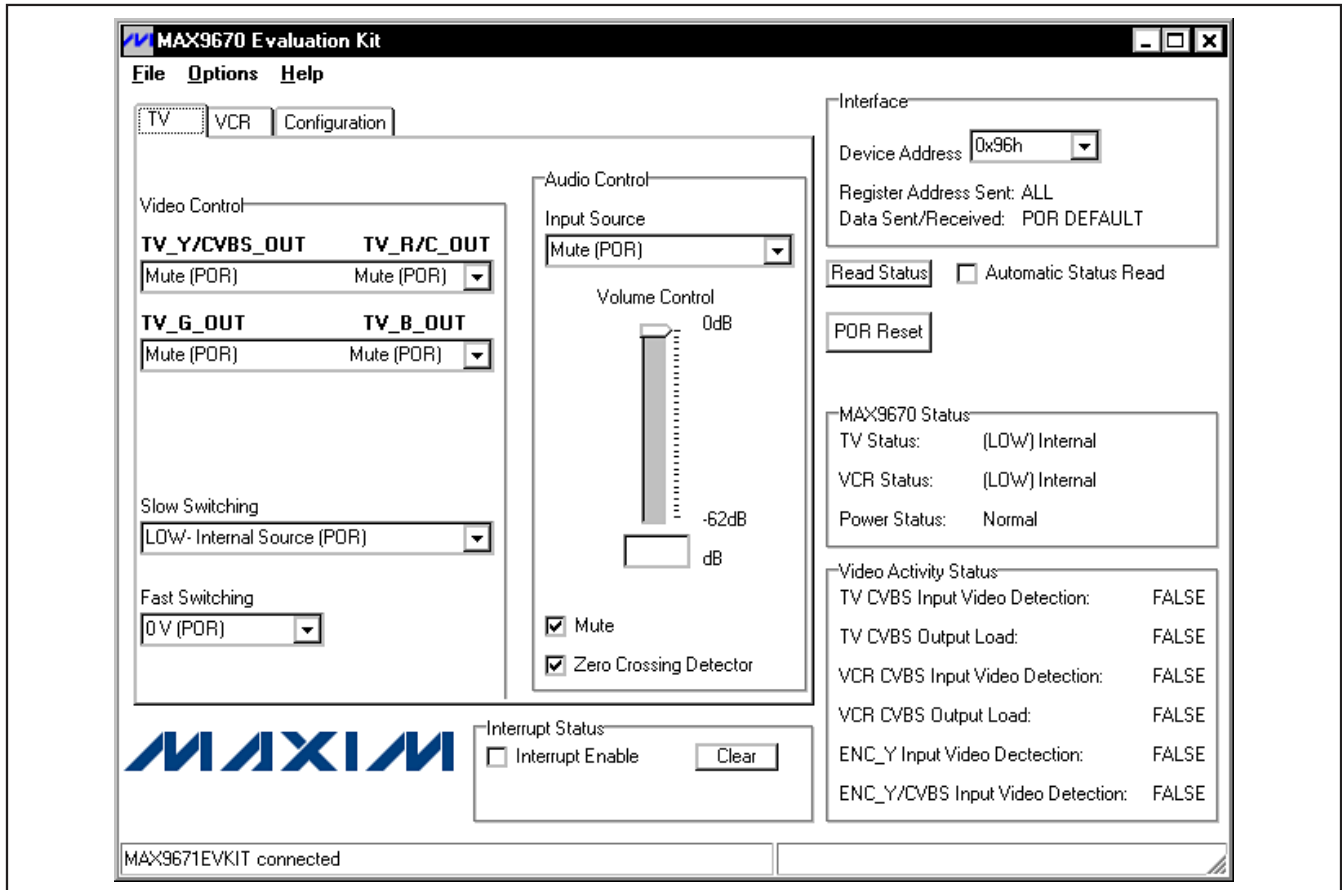 MAX9670 Evaluation Kit
File Options Help
TV VCR Configuration
Video Control
TV_Y/CVBS_OUT TV_R/C_OUT
Mute (POR) Mute (POR)
TV_G_OUT TV_B_OUT
Mute (POR) Mute (POR)
Slow Switching
LOW- Internal Source (POR)
Fast Switching
0 V (POR)
Audio Control
Input Source
Mute (POR)
Volume Control
0dB
-62dB
dB
Mute
Zero Crossing Detector
Interface
Device Address 0x96h
Register Address Sent: ALL
Data Sent/Received: POR DEFAULT
Read Status Automatic Status Read
POR Reset
MAX9670 Status
TV Status: (LOW) Internal
VCR Status: (LOW) Internal
Power Status: Normal
Video Activity Status
TV CVBS Input Video Detection: FALSE
TV CVBS Output Load: FALSE
VCR CVBS Input Video Detection: FALSE
VCR CVBS Output Load: FALSE
ENC_Y Input Video Dectection: FALSE
ENC_Y/CVBS Input Video Detection: FALSE
MAXIM
Interrupt Status
Interrupt Enable Clear
MAX9671EVKIT connected